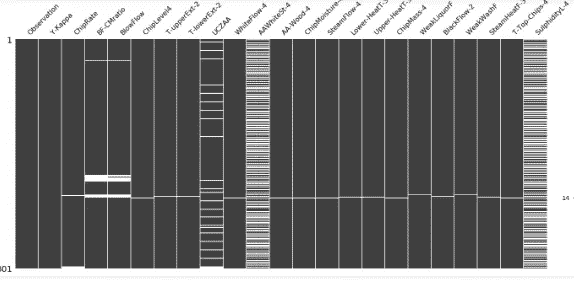 Observation
Y-Kappa
ChipRate
BF-CMratio
BlowFlow
ChipLevel4
T-upperExt-2
T-lowerExt-2
UCZAA
WhiteFlow-4
AAWhiteSt-4
AA-Wood-4
ChipMoisture-
SteamFlow-4
Lower-HeatT-3
Upper-HeatT-3
ChipMass-4
WeakLiquorF
BlackFlow-2
WeakWashF
SteamHeatF-3
T-Top-Chips-4
SulphidityL-4
1
14
301